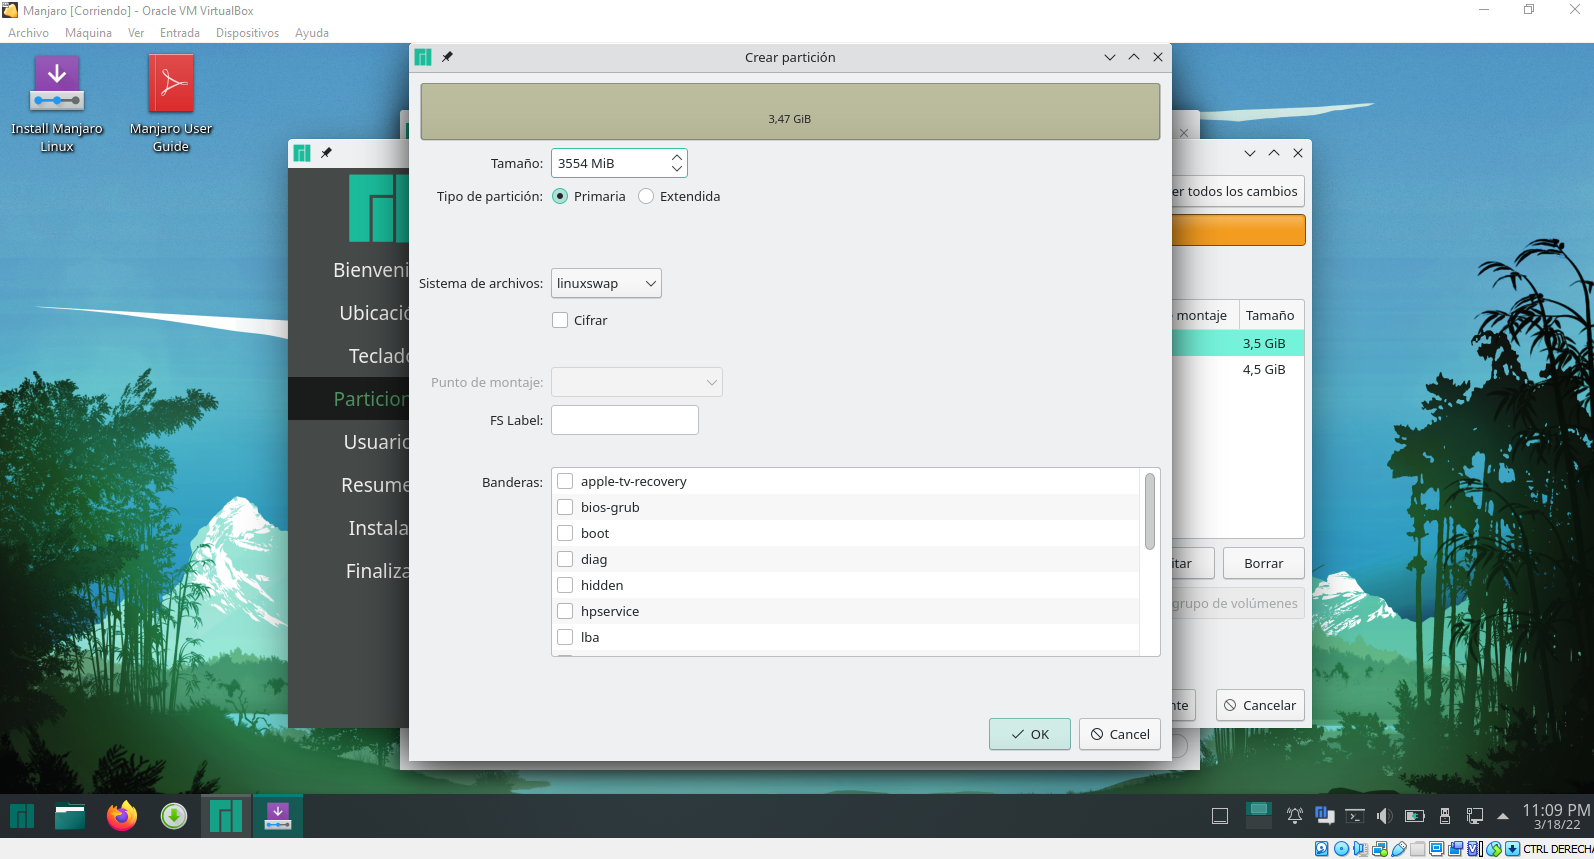 Manjaro [Corriendo] - Oracle VM VirtualBox
Archivo Máquina Ver Entrada Dispositivos Ayuda
Install Manjaro
Linux
Manjaro User
Guide
Crear partición
3,47 GiB
Tamaño: 3554 MiB
Tipo de partición: Primaria Extendida
Sistema de archivos: linuxswap
Cifrar
Punto de montaje:
FS Label:
Banderas:
apple-tv-recovery
bios-grub
boot
diag
hidden
hpservice
lba
OK Cancel
Bienveni
Ubicació
Teclado
Particion
Usuario
Resume
Instala
Finaliza
er todos los cambios
montaje Tamaño
3,5 GiB
4,5 GiB
tar Borrar
grupo de volúmenes
nte Cancelar
11:09 PM
3/18/22
CTRL DERECHA